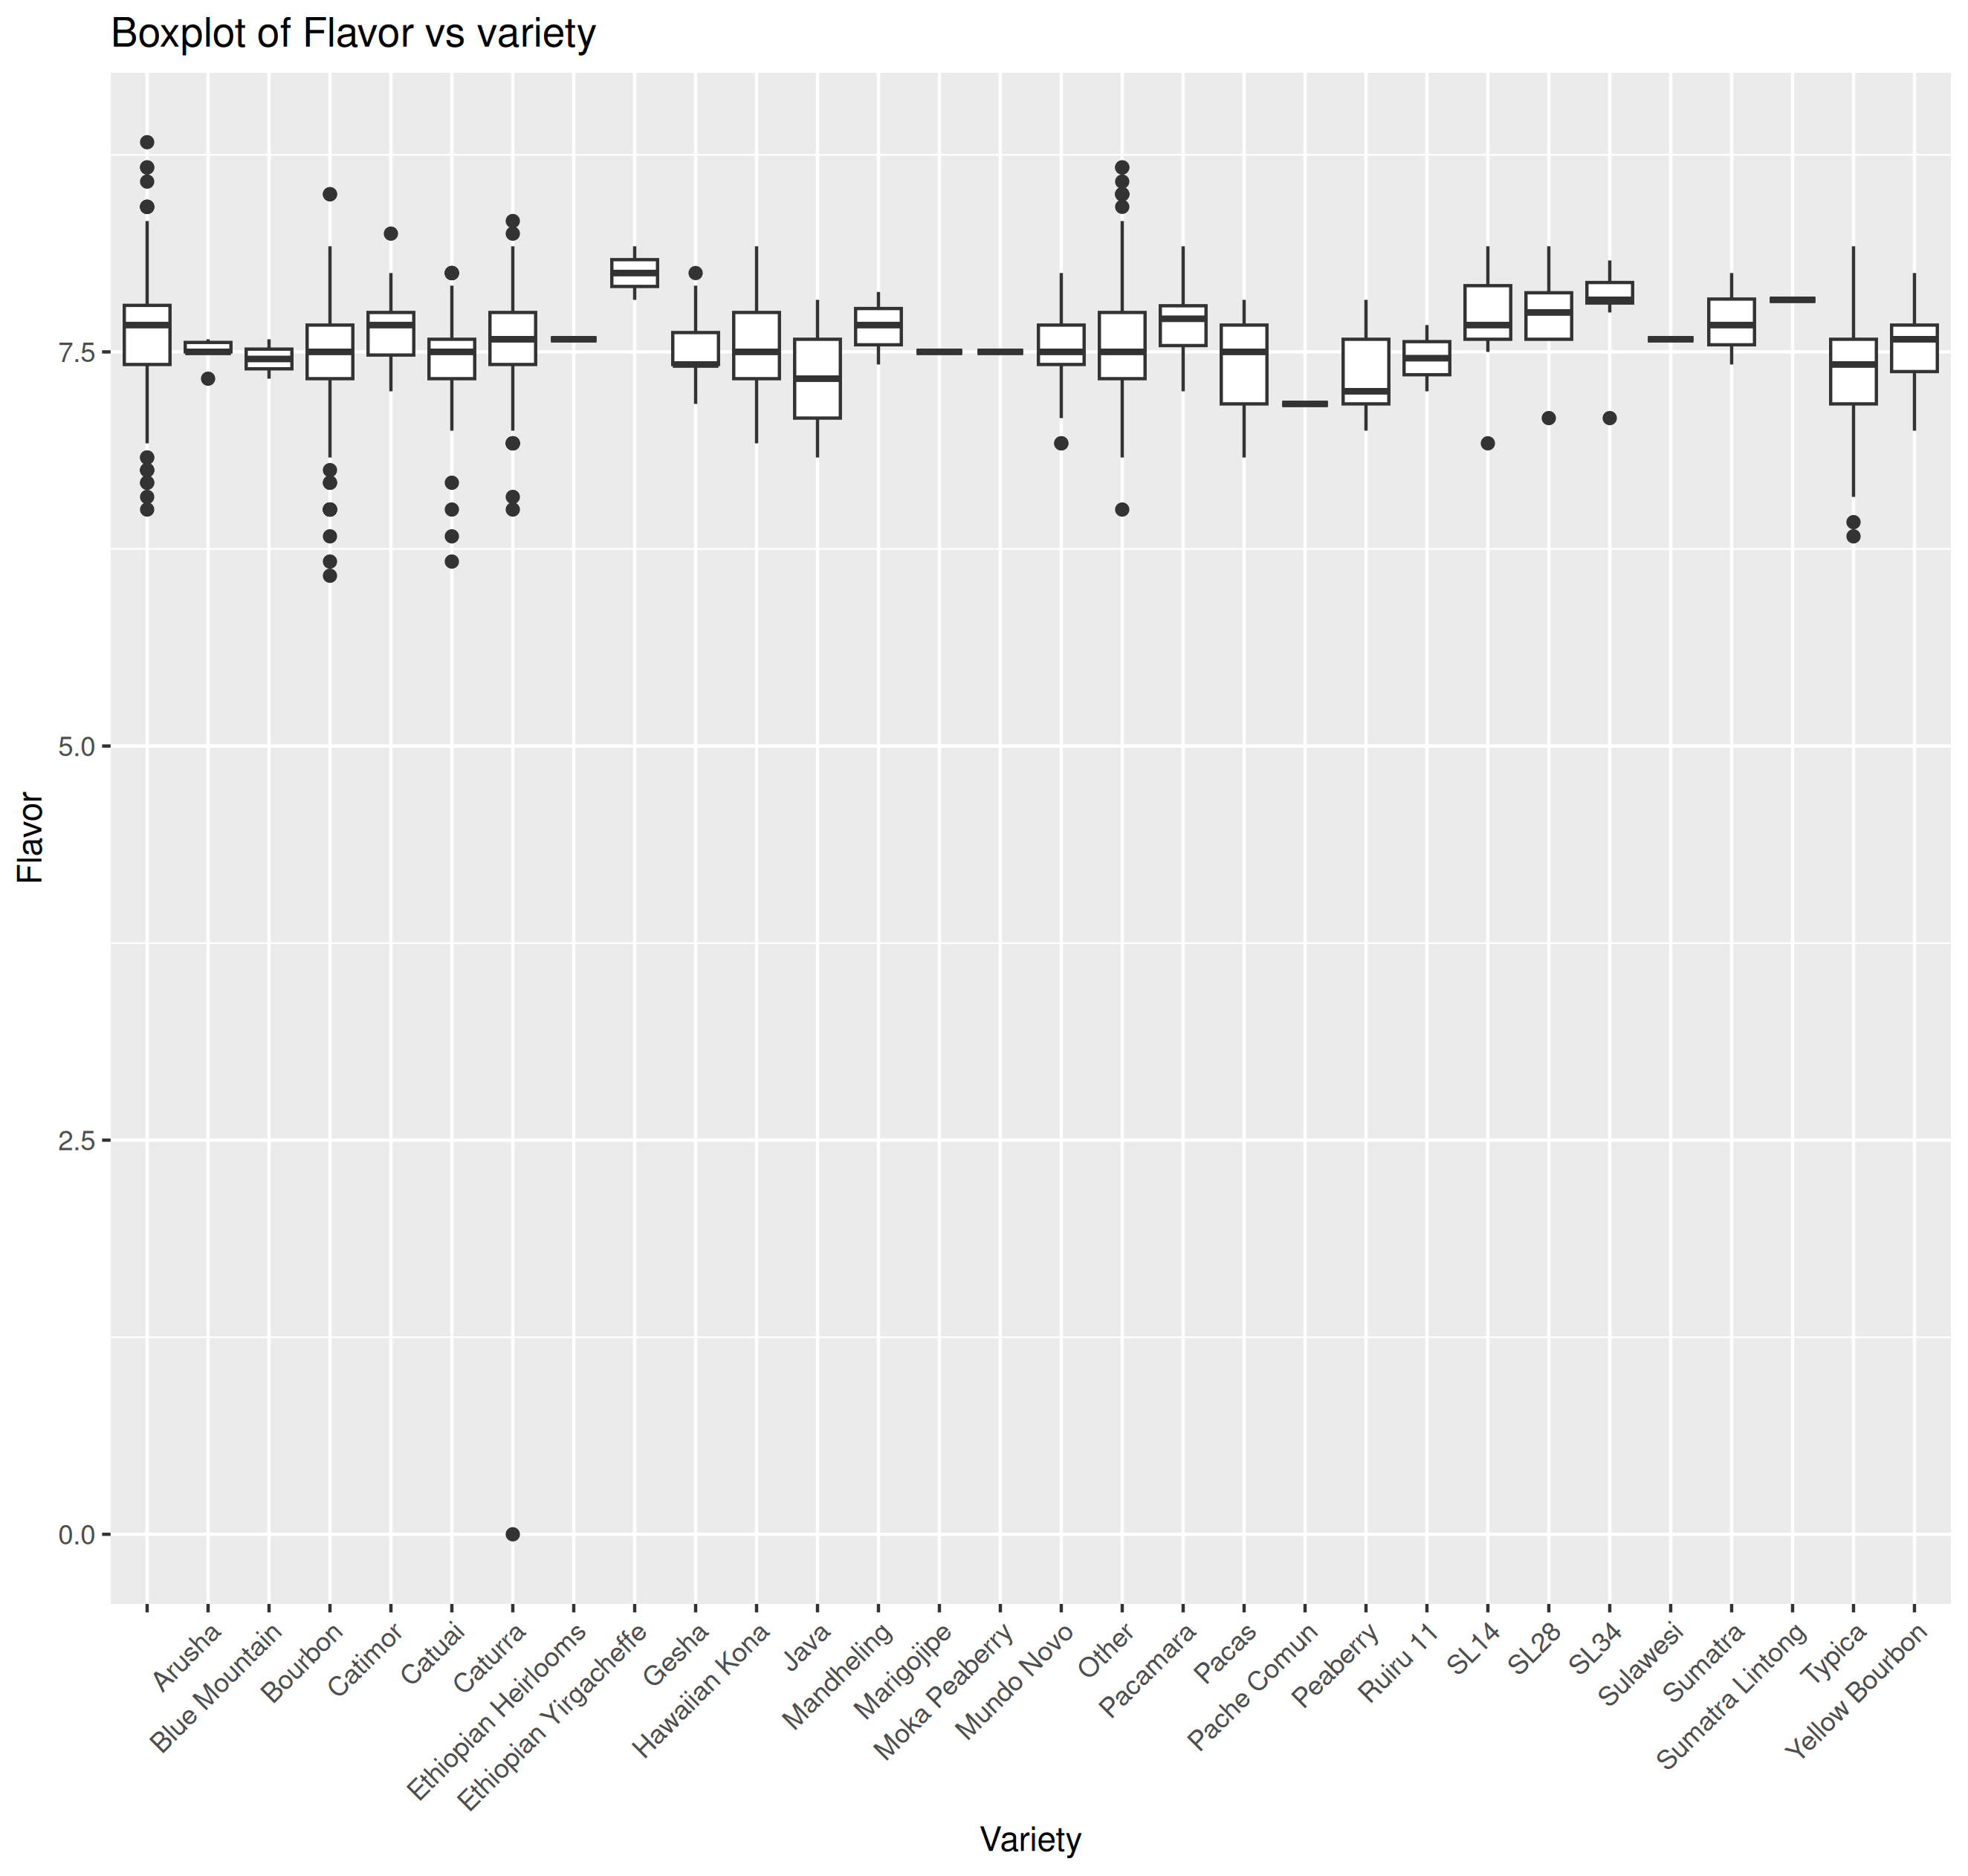 Boxplot of Flavor vs variety
7.5
5.0
2.5
0.0
Flavor
Arusha
Blue Mountain
Bourbon
Catimor
Catuai
Caturra
Ethiopian Heirlooms
Ethiopian Yirgacheffe
Gesha
Hawaiian Kona
Java
Mandheling
Marigojipe
Moka Peaberry
Mundo Novo
Other
Pacamara
Pacas
Pache Comun
Peaberry
Ruiru 11
SL14
SL28
SL34
Sulawesi
Sumatra
Sumatra Lintong
Typica
Yellow Bourbon
Variety